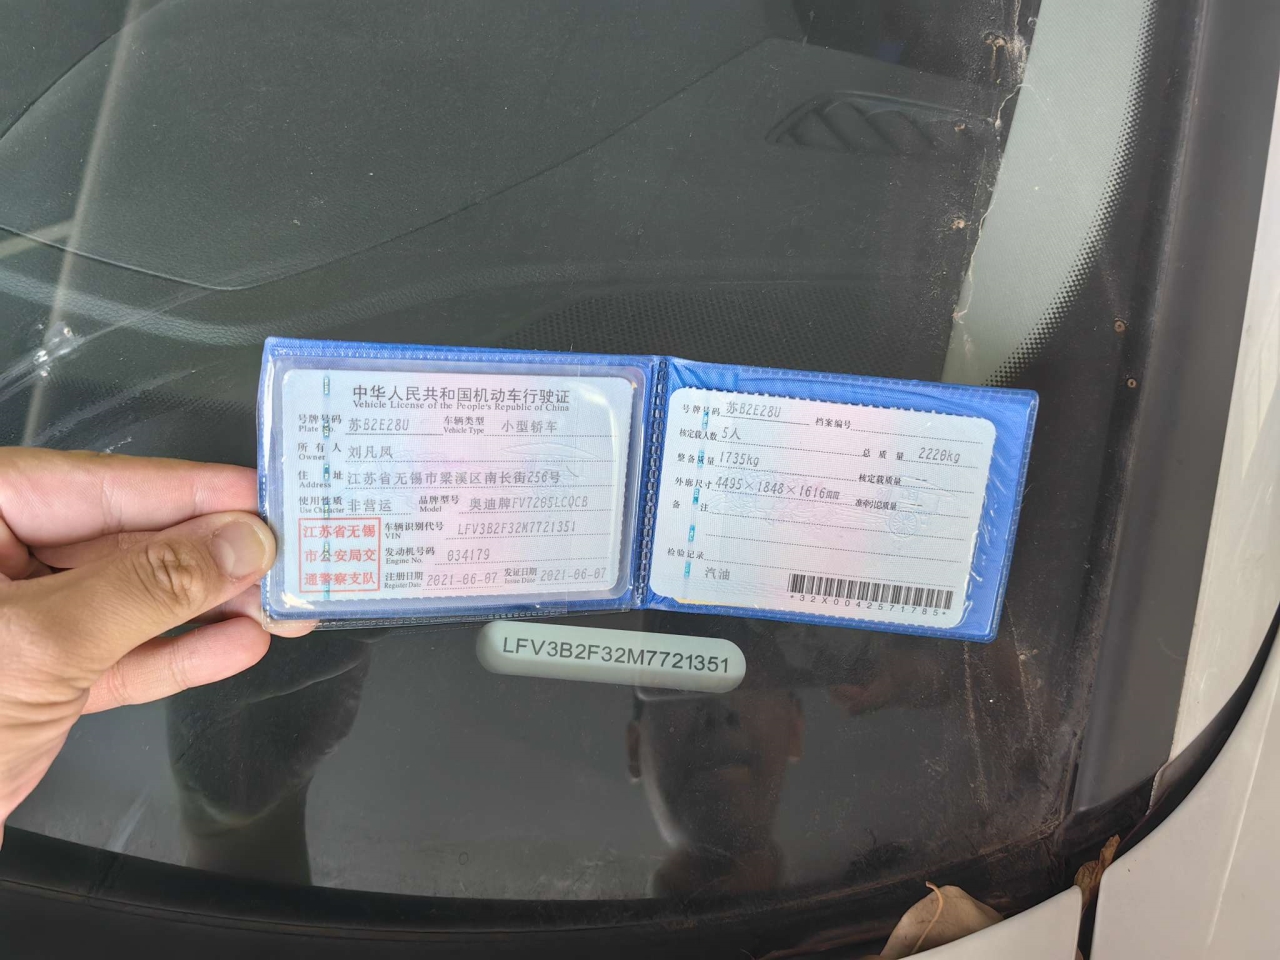 中华人民共和国机动车行驶证
Vehicle License of the People's Republic of China
号牌号码 苏B2E28U 车辆类型 小型轿车
Plate No. Vehicle Type
所有人 刘凡凤
Owner
住址 江苏省无锡市梁溪区南长街256号
Address
使用性质 非营运 品牌型号 奥迪牌FV7205LCQCB
Use Character Model
江苏省无锡
市公安局交
通警察支队
车辆识别代号 LFV3B2F32M7721351
VIN
发动机号码 034179
Engine No.
注册日期 2021-06-07 发证日期 2021-06-07
Register Date Issue Date
号牌号码 苏B2E28U 档案编号
核定载人数 5人 总质量 2226kg
整备质量 1735kg 核定载质量 --
外廓尺寸 4495×1848×1616mm 准牵引总质量 --
备注
检验记录
汽油
*32X0042571785*
LFV3B2F32M7721351